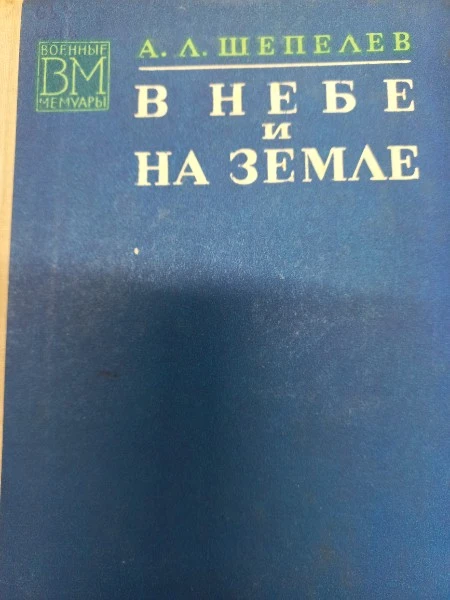 ВОЕННЫЕ
ВМ
МЕМУАРЫ
А. Л. ШЕПЕЛЕВ
В НЕБЕ
и
НА ЗЕМЛЕ